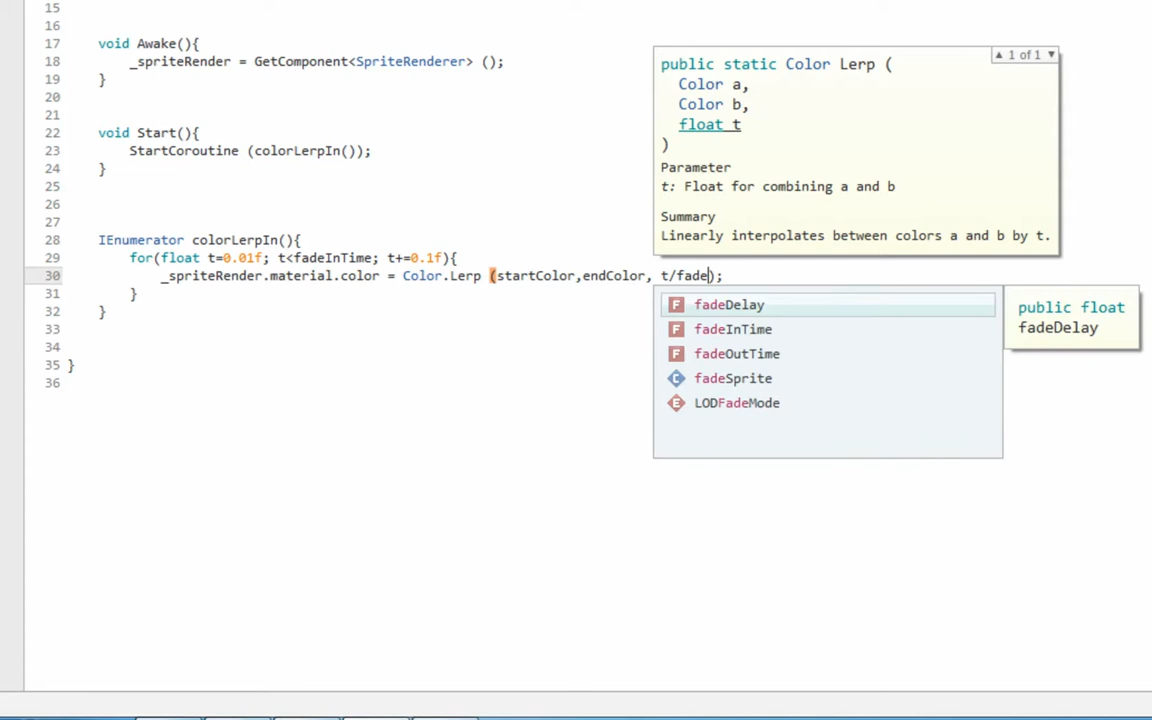 15
16
17 void Awake(){
18 _spriteRender = GetComponent<SpriteRenderer> ();
19 }
20
21
22 void Start(){
23 StartCoroutine (colorLerpIn());
24 }
25
26
27
28 IEnumerator colorLerpIn(){
29 for(float t=0.01f; t<fadeInTime; t+=0.1f){
30 _spriteRender.material.color = Color.Lerp (startColor,endColor, t/fade);
31 }
32 }
33
34
35 }
36
▲ 1 of 1 ▼
public static Color Lerp (
Color a,
Color b,
float t
)
Parameter
t: Float for combining a and b
Summary
Linearly interpolates between colors a and b by t.
F fadeDelay
F fadeInTime
F fadeOutTime
C fadeSprite
E LODFadeMode
public float
fadeDelay